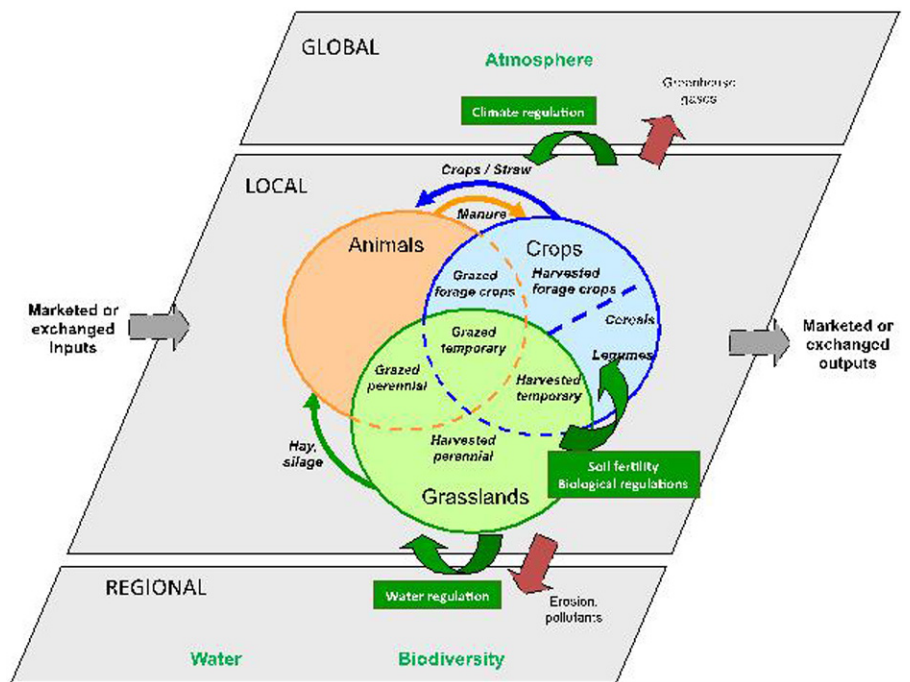 GLOBAL
Atmosphere
Greenhouse
gases
Climate regulation
Crops / Straw
LOCAL
Manure
Animals
Crops
Grazed
forage crops
Harvested
forage crops
Marketed or
exchanged
Inputs
Grazed
temporary
Cereals
Marketed or
exchanged
outputs
Legumes
Grazed
perennial
Harvested
temporary
Hay,
silage
Harvested
perennial
Soil fertility
Biological regulations
Grasslands
REGIONAL
Water regulation
Erosion,
pollutants
Water
Biodiversity